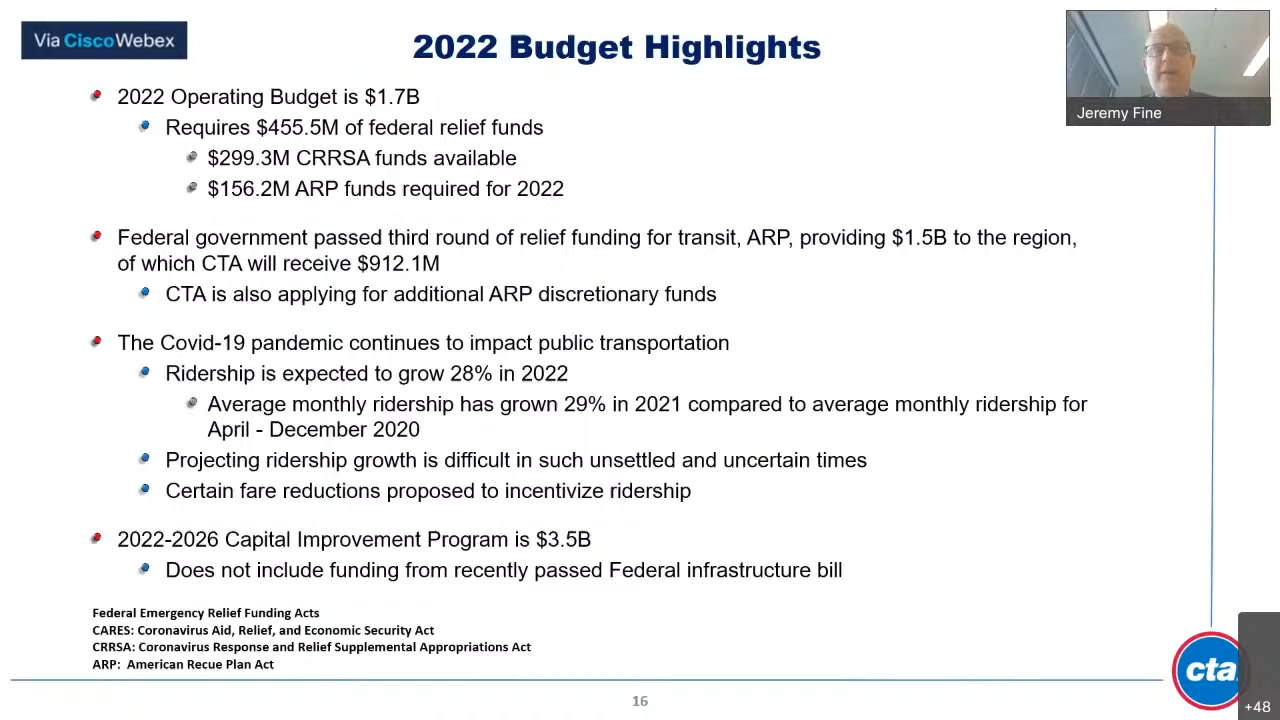 Via Cisco Webex
2022 Budget Highlights
Jeremy Fine
2022 Operating Budget is $1.7B
Requires $455.5M of federal relief funds
$299.3M CRRSA funds available
$156.2M ARP funds required for 2022
Federal government passed third round of relief funding for transit, ARP, providing $1.5B to the region,
of which CTA will receive $912.1M
CTA is also applying for additional ARP discretionary funds
The Covid-19 pandemic continues to impact public transportation
Ridership is expected to grow 28% in 2022
Average monthly ridership has grown 29% in 2021 compared to average monthly ridership for
April - December 2020
Projecting ridership growth is difficult in such unsettled and uncertain times
Certain fare reductions proposed to incentivize ridership
2022-2026 Capital Improvement Program is $3.5B
Does not include funding from recently passed Federal infrastructure bill
Federal Emergency Relief Funding Acts
CARES: Coronavirus Aid, Relief, and Economic Security Act
CRRSA: Coronavirus Response and Relief Supplemental Appropriations Act
ARP: American Recue Plan Act
cta
16
+48